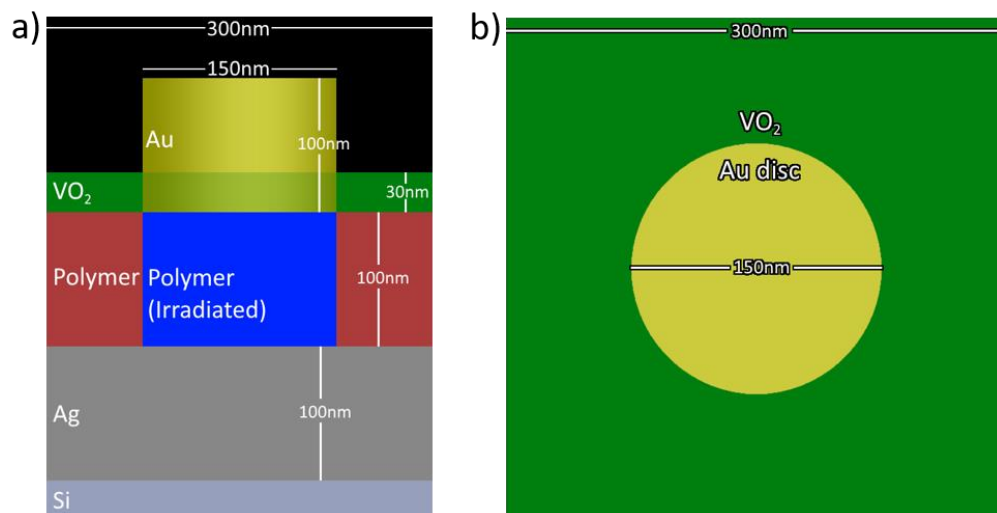 a)
300nm
150nm
Au
100nm
VO₂
30nm
Polymer
Polymer
(Irradiated)
100nm
Ag
100nm
Si
b)
300nm
VO₂
Au disc
150nm